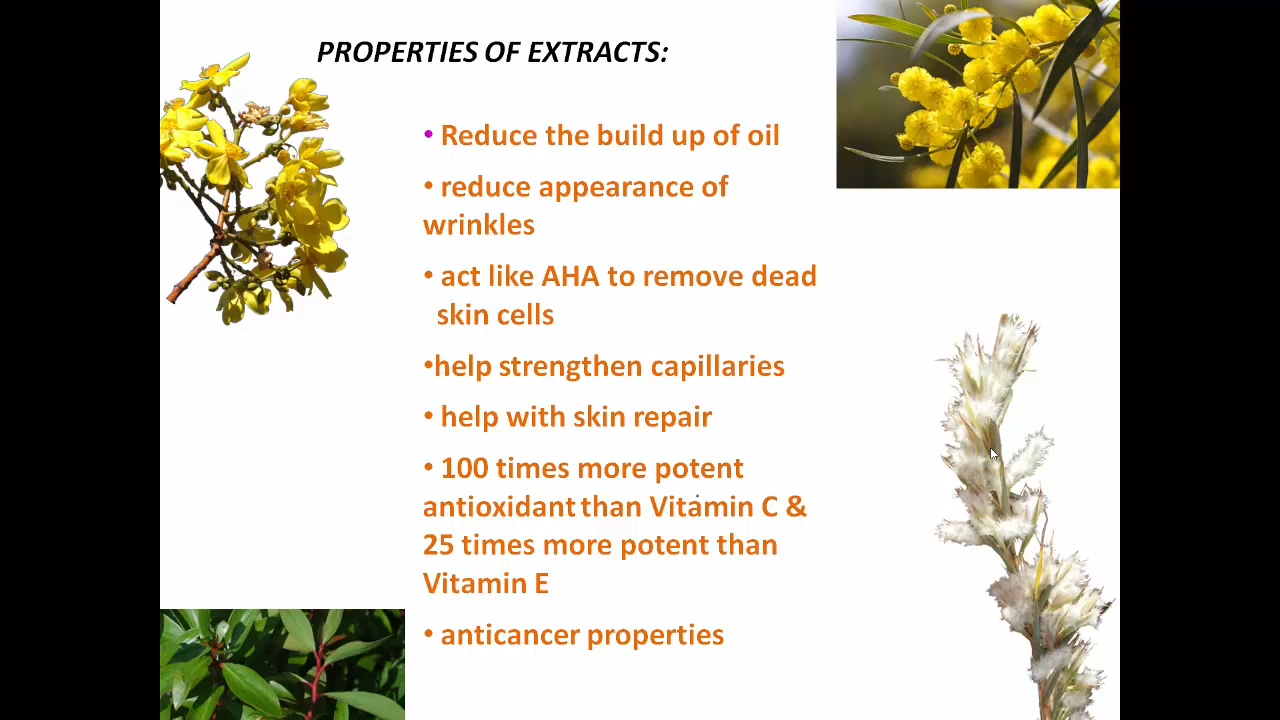 PROPERTIES OF EXTRACTS:
• Reduce the build up of oil
• reduce appearance of
wrinkles
• act like AHA to remove dead
skin cells
•help strengthen capillaries
• help with skin repair
• 100 times more potent
antioxidant than Vitamin C &
25 times more potent than
Vitamin E
• anticancer properties